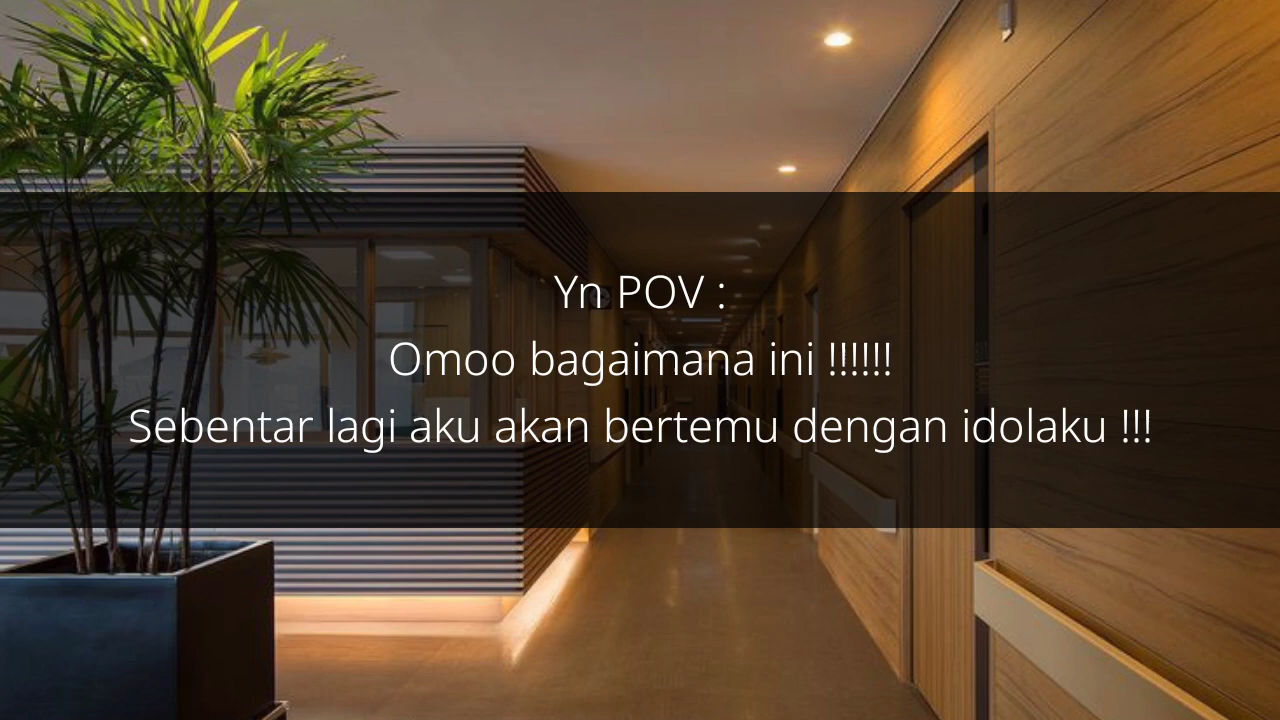 Yn POV :
Omoo bagaimana ini !!!!!!
Sebentar lagi aku akan bertemu dengan idolaku !!!